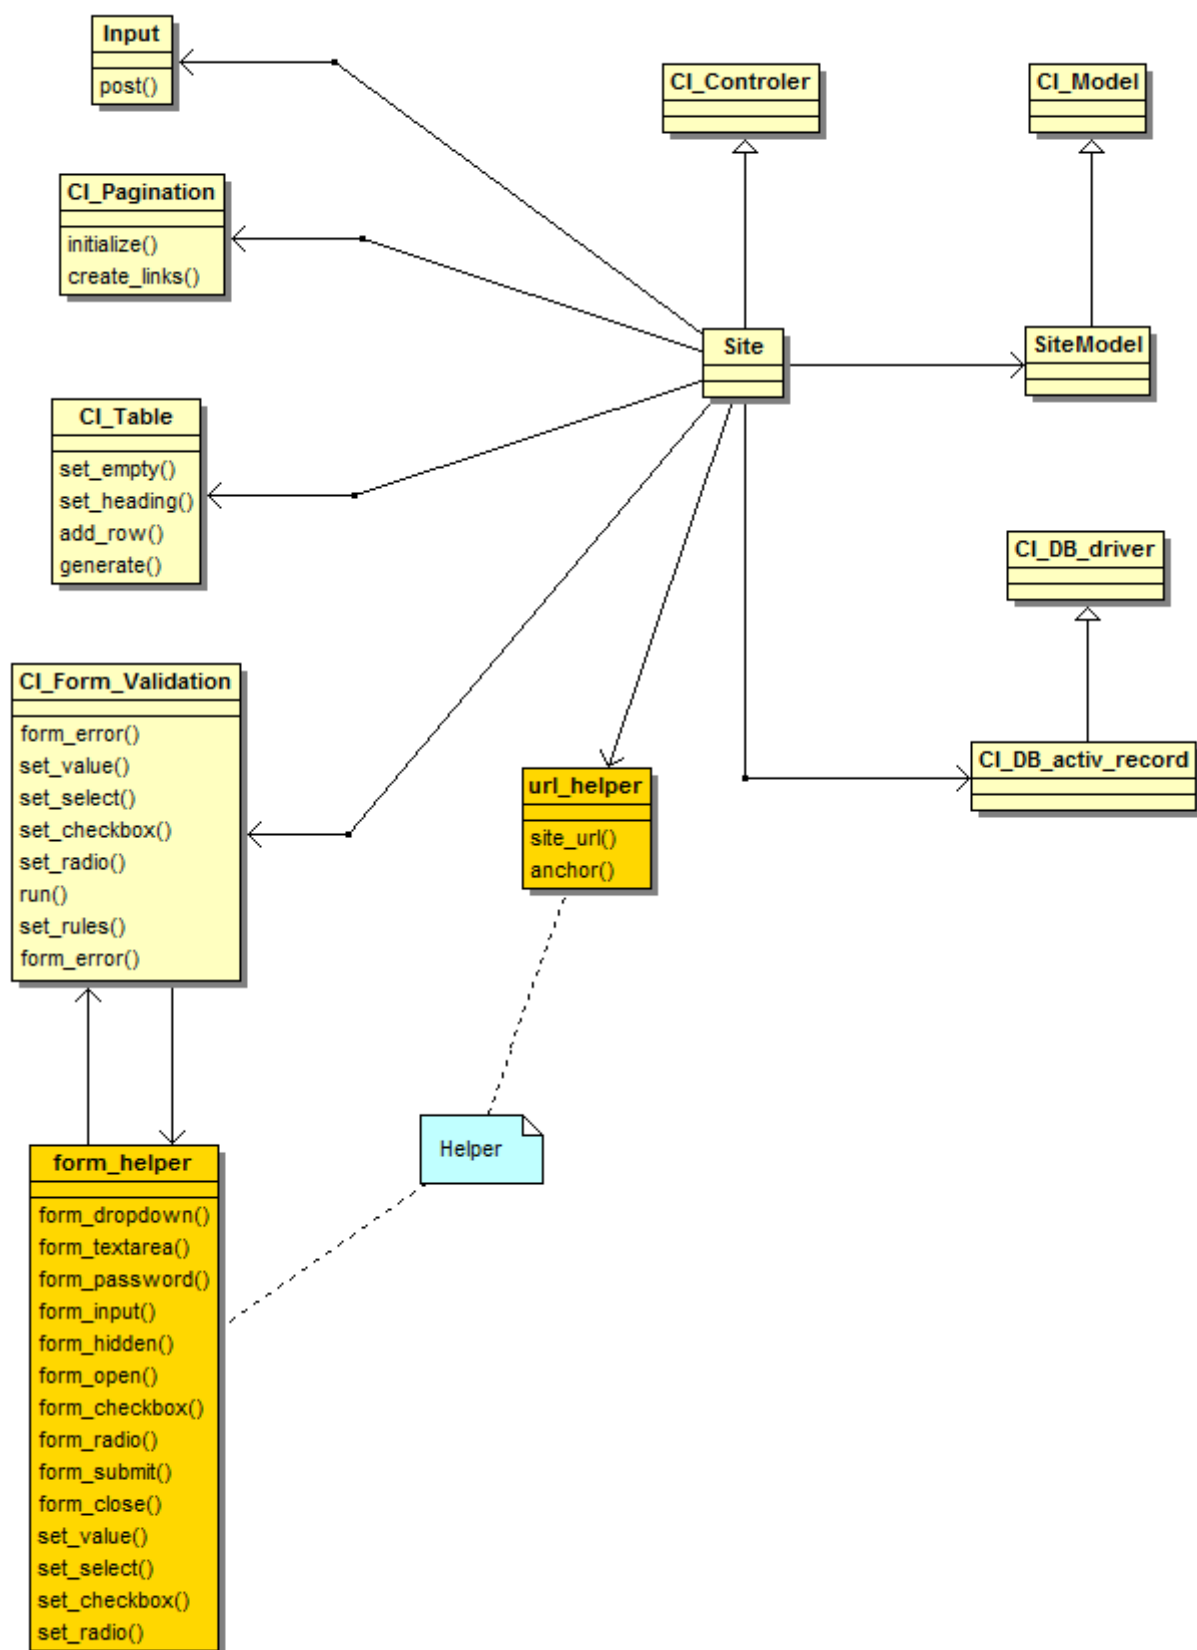 Input
post()
CI_Controler
CI_Model
CI_Pagination
initialize()
create_links()
Site
SiteModel
CI_Table
set_empty()
set_heading()
add_row()
generate()
CI_DB_driver
CI_Form_Validation
form_error()
set_value()
set_select()
set_checkbox()
set_radio()
run()
set_rules()
form_error()
url_helper
site_url()
anchor()
CI_DB_activ_record
Helper
form_helper
form_dropdown()
form_textarea()
form_password()
form_input()
form_hidden()
form_open()
form_checkbox()
form_radio()
form_submit()
form_close()
set_value()
set_select()
set_checkbox()
set_radio()